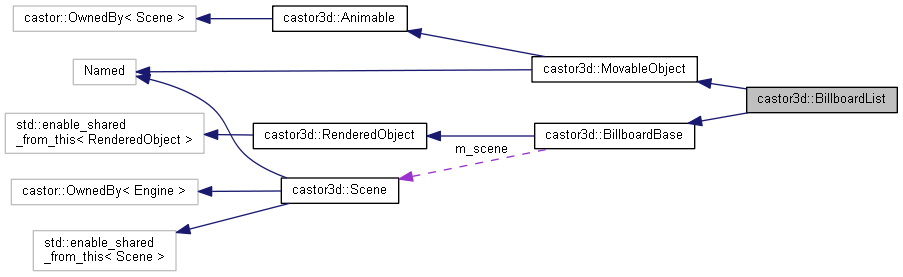 castor::OwnedBy< Scene >
castor3d::Animable
Named
castor3d::MovableObject
castor3d::BillboardList
std::enable_shared
_from_this< RenderedObject >
castor3d::RenderedObject
castor3d::BillboardBase
m_scene
castor::OwnedBy< Engine >
castor3d::Scene
std::enable_shared
_from_this< Scene >